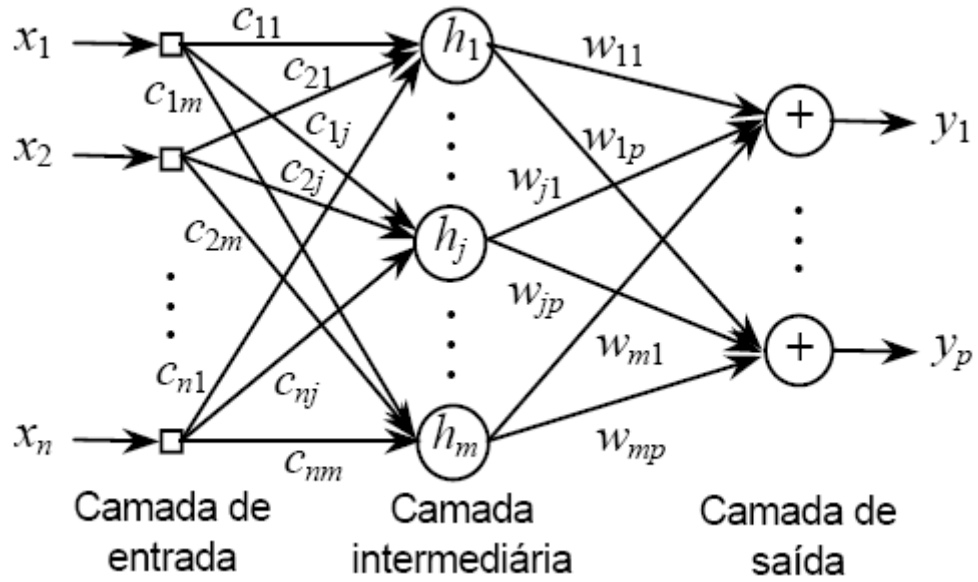 x1 c11 h1 w11
c21
c1m
c1j
+ y1
x2 w1p
c2j wj1
c2m
hj
wjp
+ yp
wm1
cn1 cnj
xn hm wmp
cnm
Camada de entrada
Camada intermediária
Camada de saída